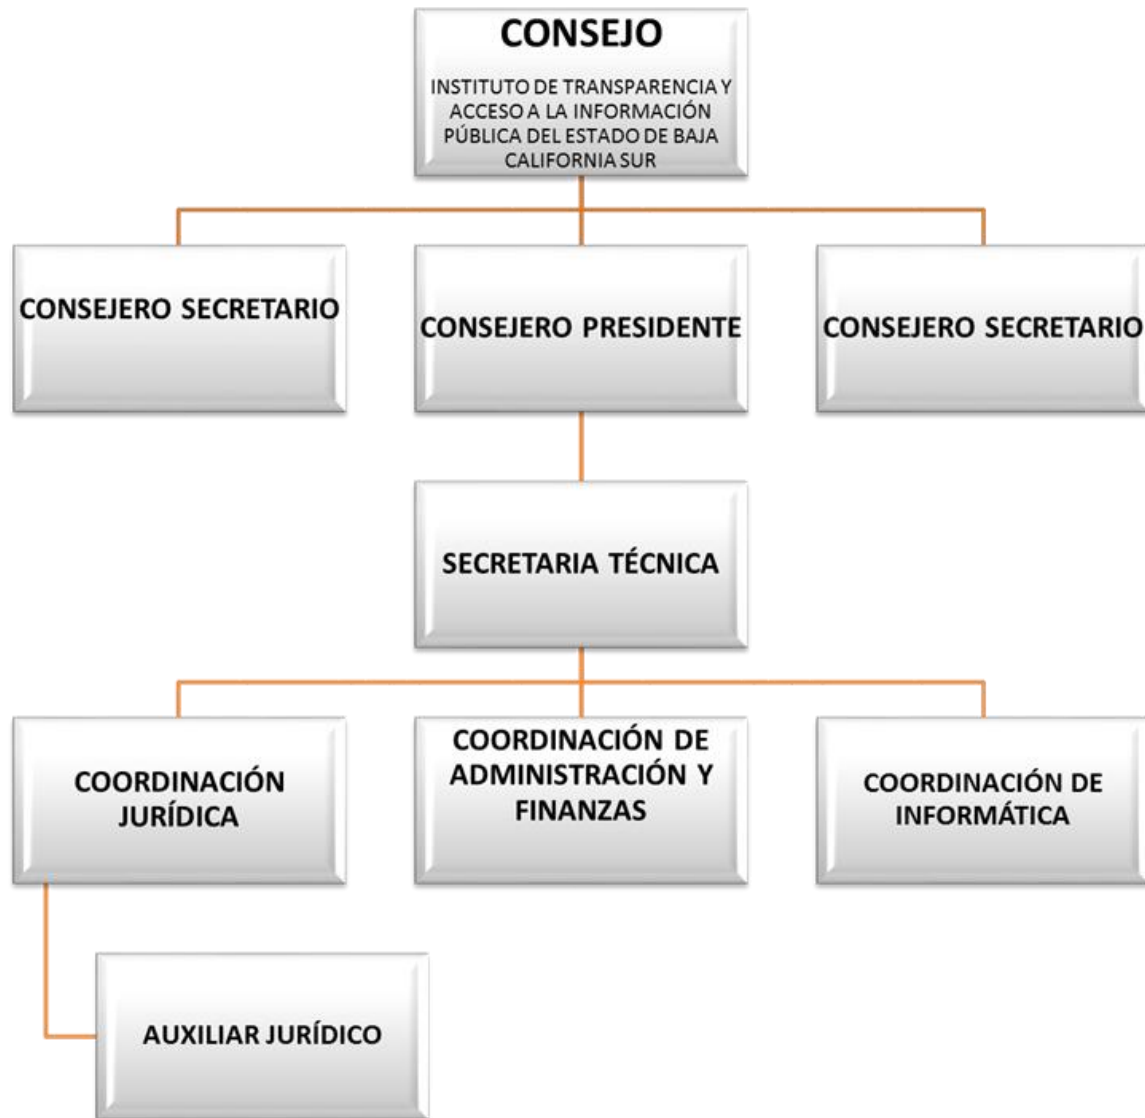 CONSEJO
INSTITUTO DE TRANSPARENCIA Y
ACCESO A LA INFORMACIÓN
PÚBLICA DEL ESTADO DE BAJA
CALIFORNIA SUR
CONSEJERO SECRETARIO
CONSEJERO PRESIDENTE
CONSEJERO SECRETARIO
SECRETARIA TÉCNICA
COORDINACIÓN
JURÍDICA
COORDINACIÓN DE
ADMINISTRACIÓN Y
FINANZAS
COORDINACIÓN DE
INFORMÁTICA
AUXILIAR JURÍDICO